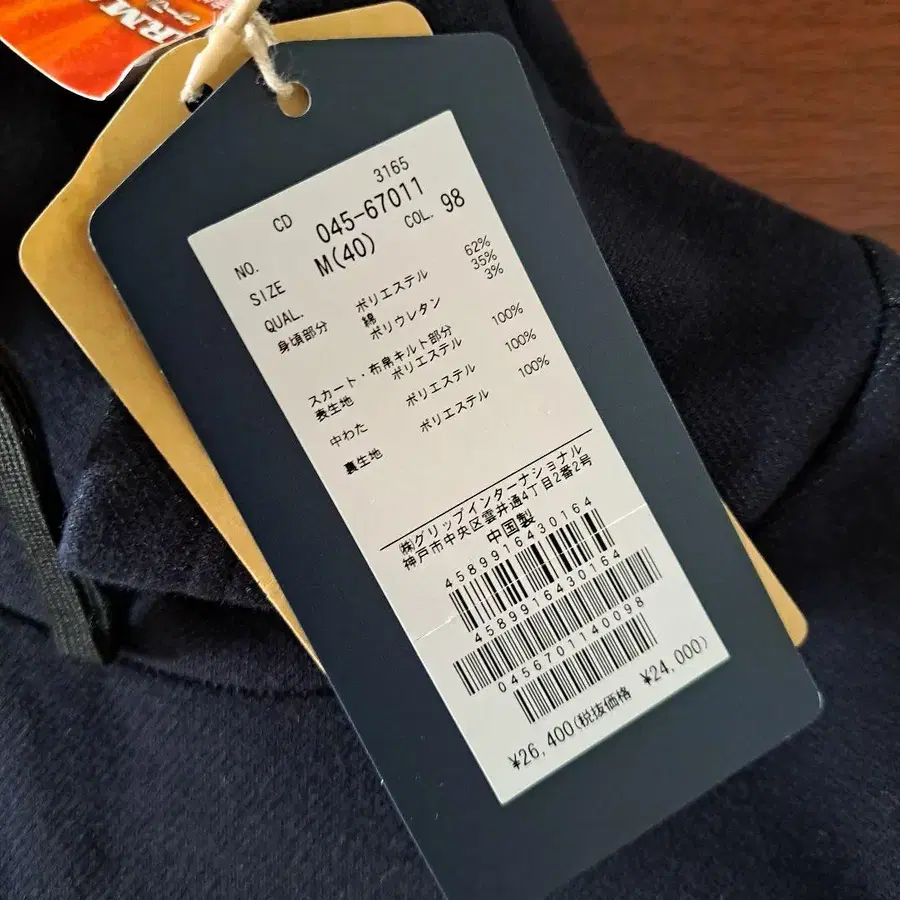 RM
CD 3165
NO. 045-67011
SIZE M(40) COL. 98
QUAL.
身頃部分 ポリエステル 62%
綿 35%
ポリウレタン 3%
スカート・布帛キルト部分
表生地 ポリエステル 100%
中わた ポリエステル 100%
裏生地 ポリエステル 100%
㈱グリップインターナショナル
神戸市中央区雲井通4丁目2番2号
中国製
4589916430164
4589916430164
0456701140098
¥26,400(税抜価格 ¥24,000)